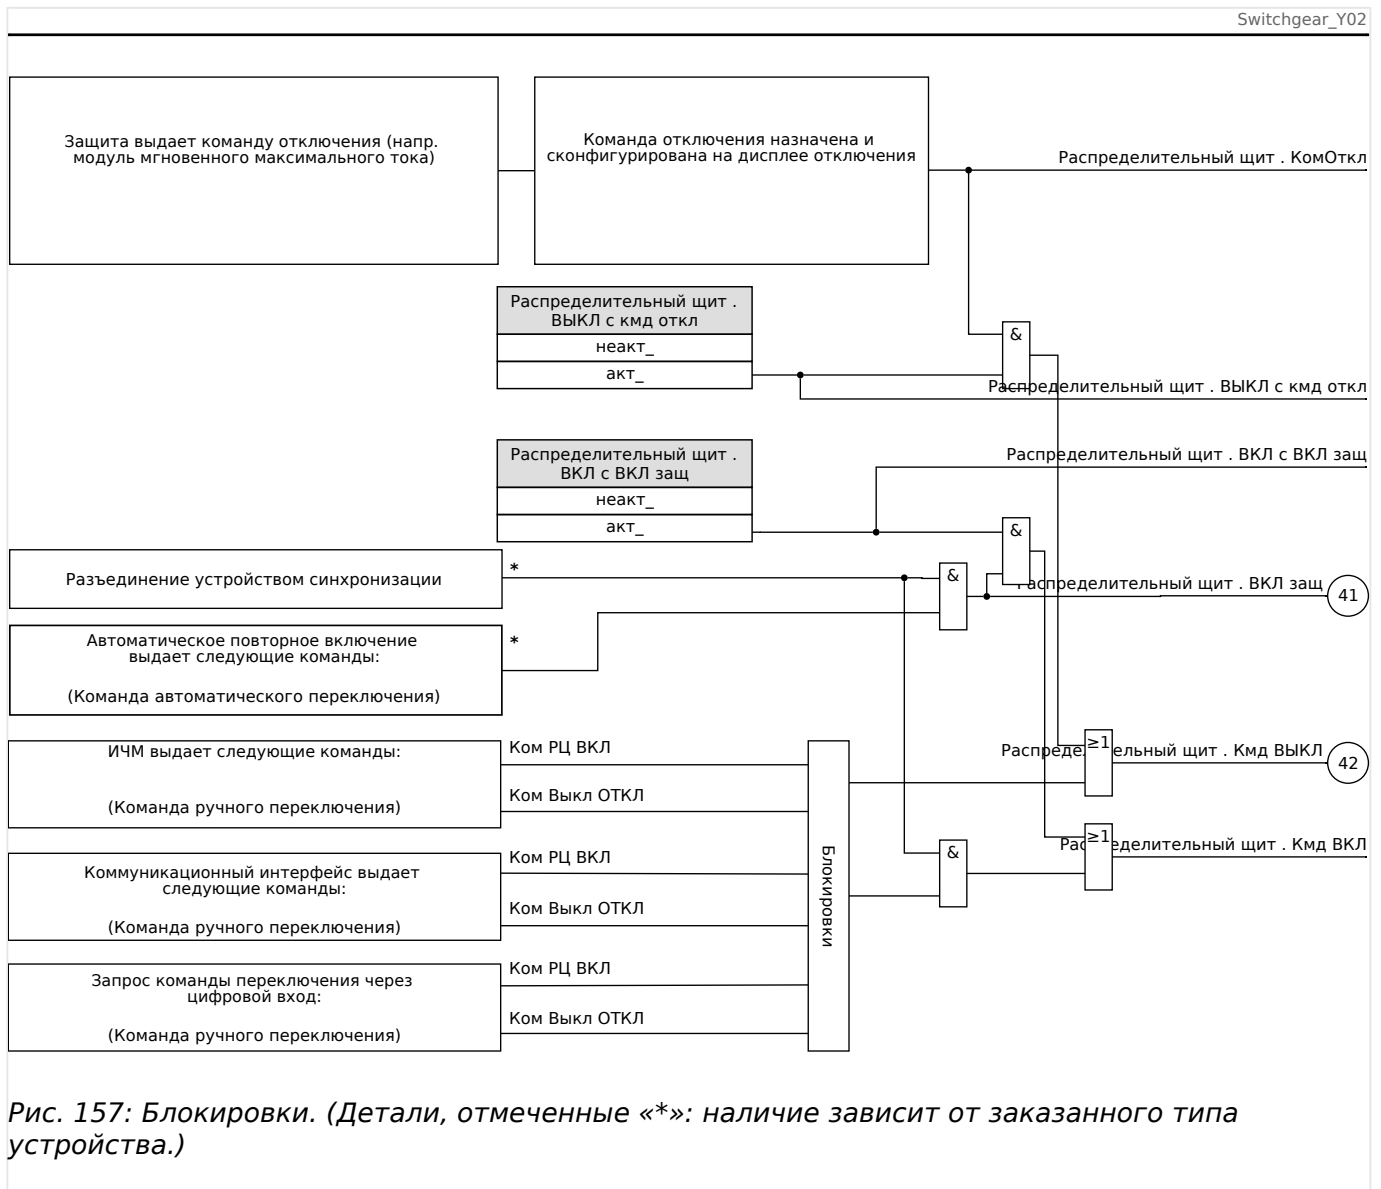 Switchgear_Y02
Защита выдает команду отключения (напр.
модуль мгновенного максимального тока)
Команда отключения назначена и
сконфигурирована на дисплее отключения
Распределительный щит . КомОткл
Распределительный щит .
ВЫКЛ с кмд откл
неакт_
акт_
&
Распределительный щит . ВЫКЛ с кмд откл
Распределительный щит .
ВКЛ с ВКЛ защ
неакт_
акт_
Распределительный щит . ВКЛ с ВКЛ защ
&
Разъединение устройством синхронизации
*
&
Распределительный щит . ВКЛ защ
41
Автоматическое повторное включение
выдает следующие команды:
(Команда автоматического переключения)
*
ИЧМ выдает следующие команды:
(Команда ручного переключения)
Ком РЦ ВКЛ
Ком Выкл ОТКЛ
≥1
Распределительный щит . Кмд ВЫКЛ
42
Коммуникационный интерфейс выдает
следующие команды:
(Команда ручного переключения)
Ком РЦ ВКЛ
Ком Выкл ОТКЛ
Блокировки
&
≥1
Распределительный щит . Кмд ВКЛ
Запрос команды переключения через
цифровой вход:
(Команда ручного переключения)
Ком РЦ ВКЛ
Ком Выкл ОТКЛ
Рис. 157: Блокировки. (Детали, отмеченные «*»: наличие зависит от заказанного типа
устройства.)